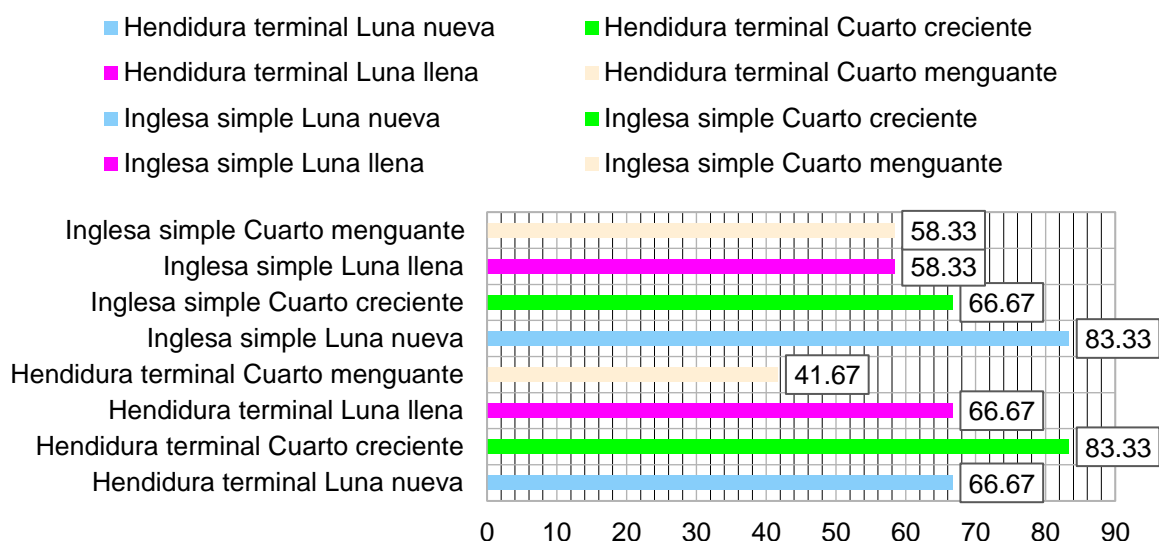 Hendidura terminal Luna nueva
Hendidura terminal Cuarto creciente
Hendidura terminal Luna llena
Hendidura terminal Cuarto menguante
Inglesa simple Luna nueva
Inglesa simple Cuarto creciente
Inglesa simple Luna llena
Inglesa simple Cuarto menguante
Inglesa simple Cuarto menguante 58.33
Inglesa simple Luna llena 58.33
Inglesa simple Cuarto creciente 66.67
Inglesa simple Luna nueva 83.33
Hendidura terminal Cuarto menguante 41.67
Hendidura terminal Luna llena 66.67
Hendidura terminal Cuarto creciente 83.33
Hendidura terminal Luna nueva 66.67
0 10 20 30 40 50 60 70 80 90